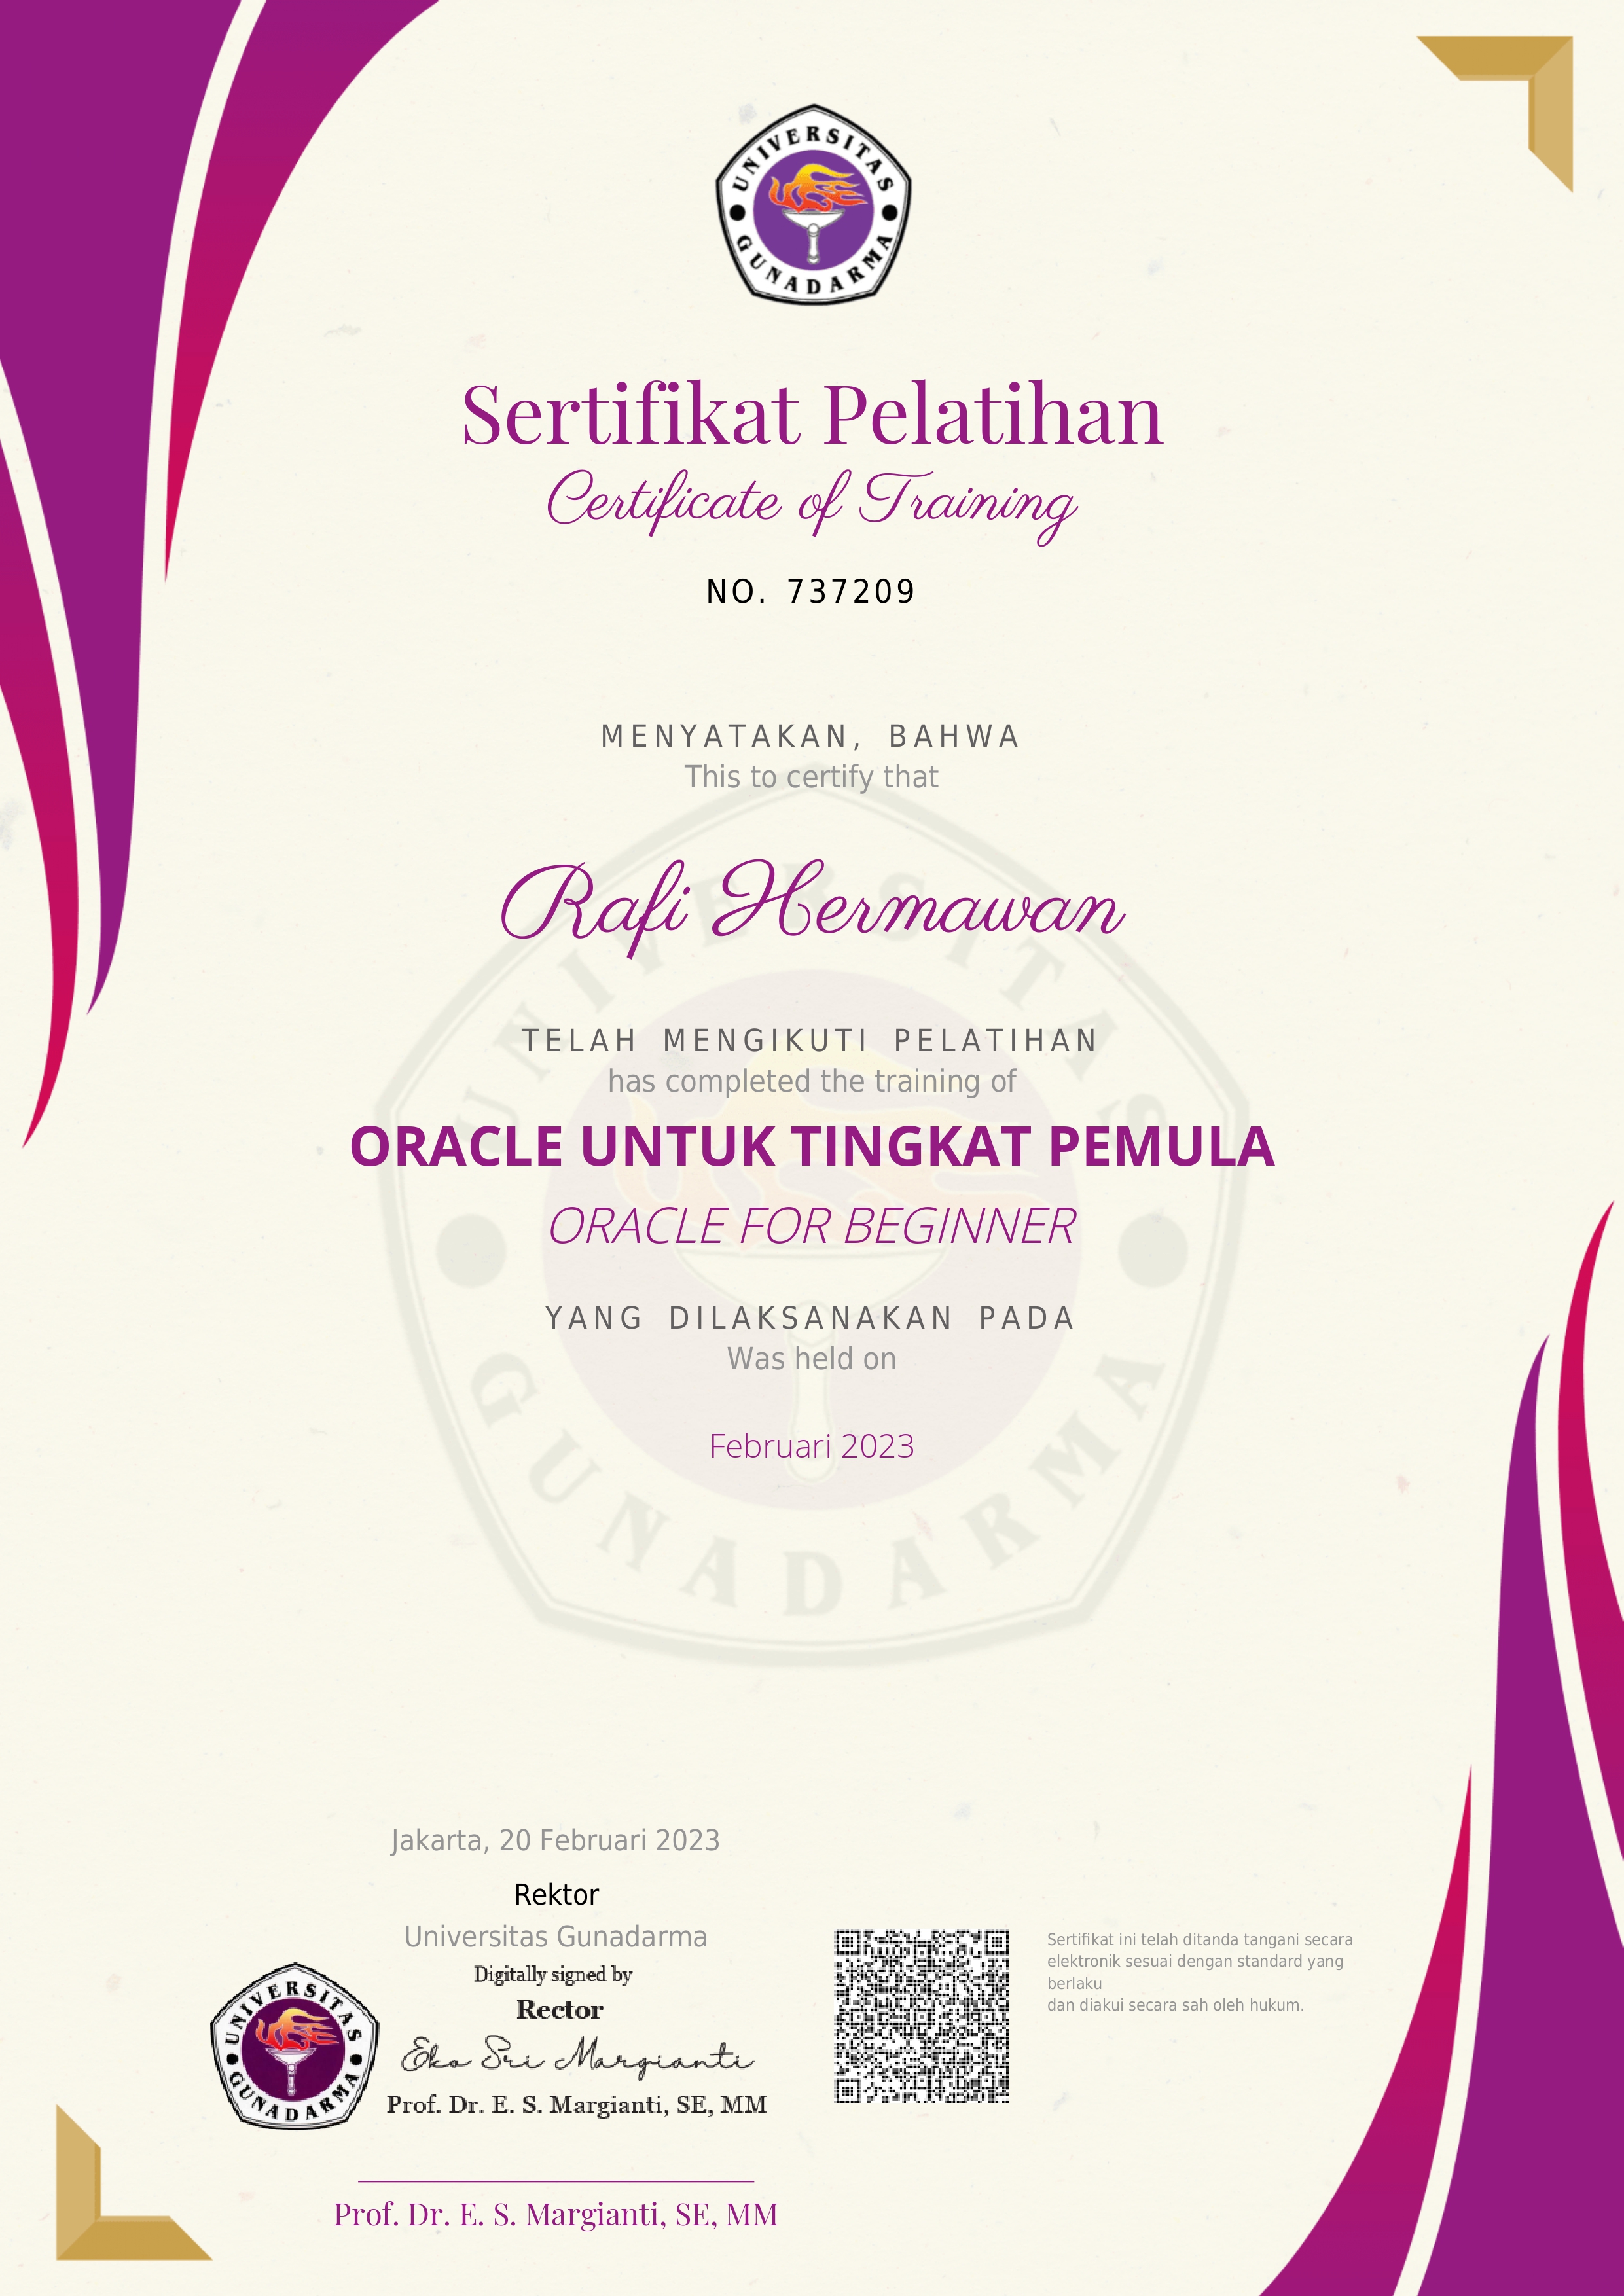 UNIVERSITAS
GUNADARMA
Sertifikat Pelatihan
Certificate of Training
NO. 737209
MENYATAKAN, BAHWA
This to certify that
Rafi Hermawan
TELAH MENGIKUTI PELATIHAN
has completed the training of
ORACLE UNTUK TINGKAT PEMULA
ORACLE FOR BEGINNER
YANG DILAKSANAKAN PADA
Was held on
Februari 2023
UNIVERSITAS
GUNADARMA
Jakarta, 20 Februari 2023
Rektor
Universitas Gunadarma
Digitally signed by
Rector
Eko Sri Margianti
Prof. Dr. E. S. Margianti, SE, MM
UNIVERSITAS
GUNADARMA
Prof. Dr. E. S. Margianti, SE, MM
Sertifikat ini telah ditanda tangani secara
elektronik sesuai dengan standard yang
berlaku
dan diakui secara sah oleh hukum.